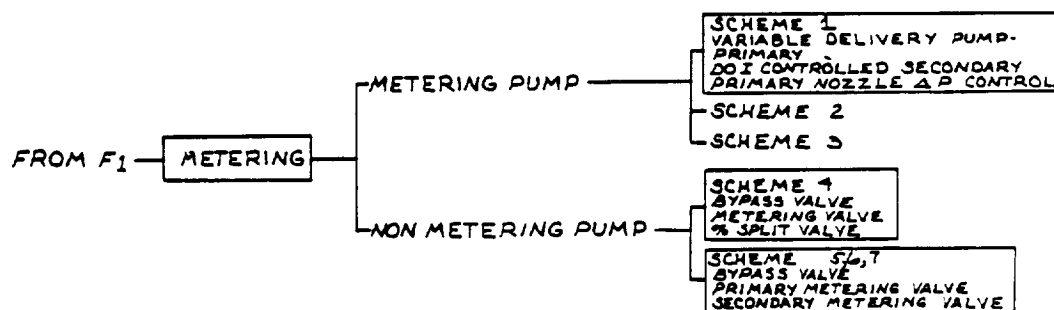 FROM F1
METERING
METERING PUMP
SCHEME 1
VARIABLE DELIVERY PUMP-
PRIMARY
DOI CONTROLLED SECONDARY
PRIMARY NOZZLE ΔP CONTROL
SCHEME 2
SCHEME 3
NON METERING PUMP
SCHEME 4
BYPASS VALVE
METERING VALVE
% SPLIT VALVE
SCHEME 5,6,7
BYPASS VALVE
PRIMARY METERING VALVE
SECONDARY METERING VALVE